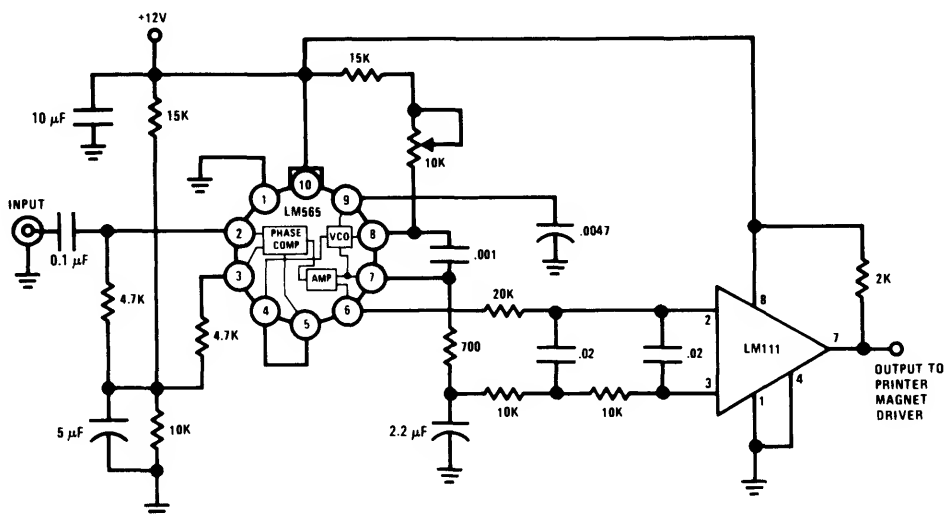 +12V
15K
10 μF
15K
10K
1
10
9
LM565
INPUT
2
PHASE
COMP
VCO
8
.0047
0.1 μF
.001
3
AMP
7
4.7K
4
5
6
20K
2K
4.7K
8
2
7
700
.02
.02
LM111
4
OUTPUT TO
PRINTER
MAGNET
DRIVER
3
1
5 μF
10K
10K
10K
2.2 μF